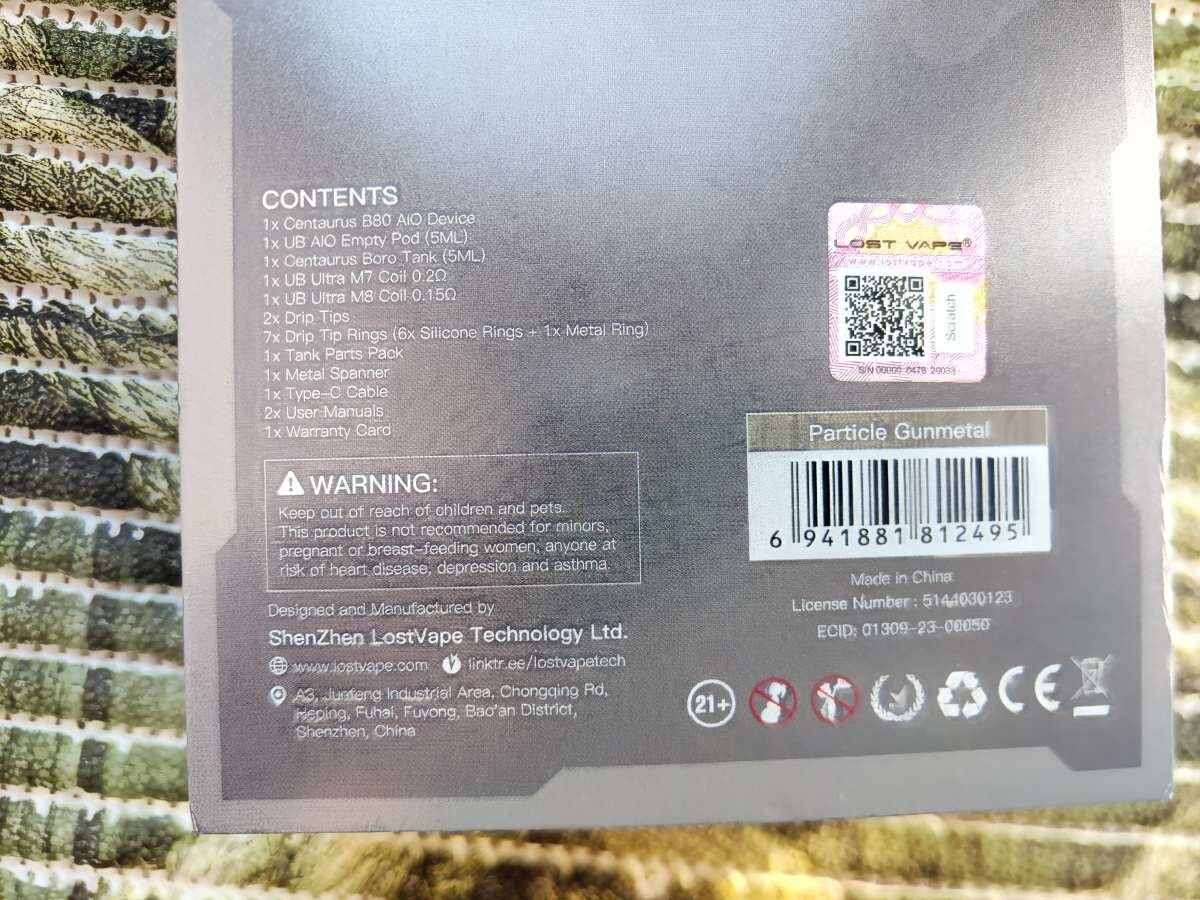 CONTENTS
1x Centaurus B80 AIO Device
1x UB AIO Empty Pod (5ML)
1x Centaurus Boro Tank (5ML)
1x UB Ultra M7 Coil 0.2Ω
1x UB Ultra M8 Coil 0.15Ω
2x Drip Tips
7x Drip Tip Rings (6x Silicone Rings + 1x Metal Ring)
1x Tank Parts Pack
1x Metal Spanner
1x Type-C Cable
2x User Manuals
1x Warranty Card
WARNING:
Keep out of reach of children and pets.
This product is not recommended for minors,
pregnant or breast-feeding women, anyone at
risk of heart disease, depression and asthma.
Designed and Manufactured by
ShenZhen LostVape Technology Ltd.
www.lostvape.com linktr.ee/lostvapetech
A3, Junfeng Industrial Area, Chongqing Rd,
Heping, Fuhai, Fuyong, Bao'an District,
Shenzhen, China
LOST VAPE®
www.lostvape.com
Scratch
S/N 00000 0478 29033
Particle Gunmetal
6 941881 812495
Made in China
License Number : 5144030123
ECID: 01309-23-00050
21+
CE